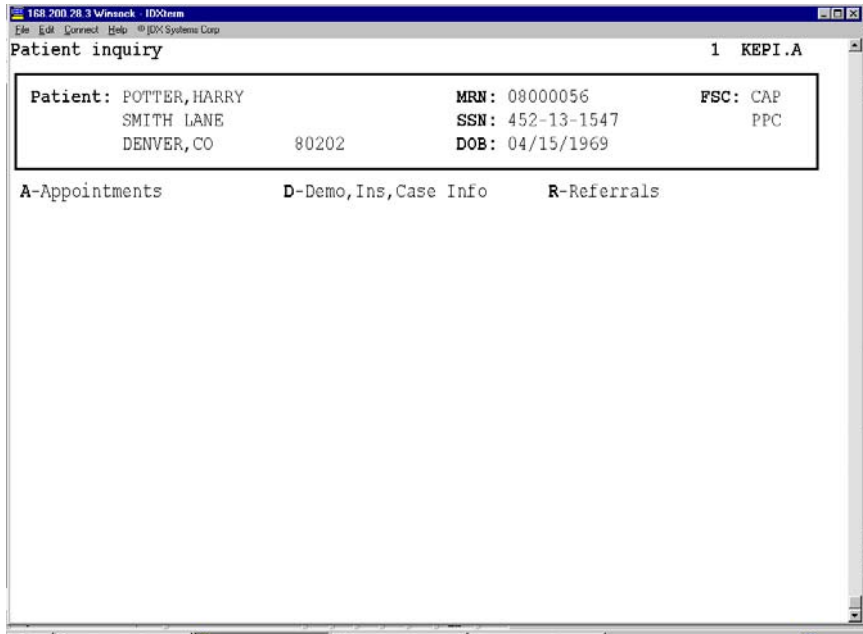 168.200.28.3 Winsock - IDXterm
File Edit Connect Help © IDX Systems Corp
Patient inquiry 1 KEPI.A
Patient: POTTER,HARRY MRN: 08000056 FSC: CAP
SMITH LANE SSN: 452-13-1547 PPC
DENVER,CO 80202 DOB: 04/15/1969
A-Appointments D-Demo,Ins,Case Info R-Referrals